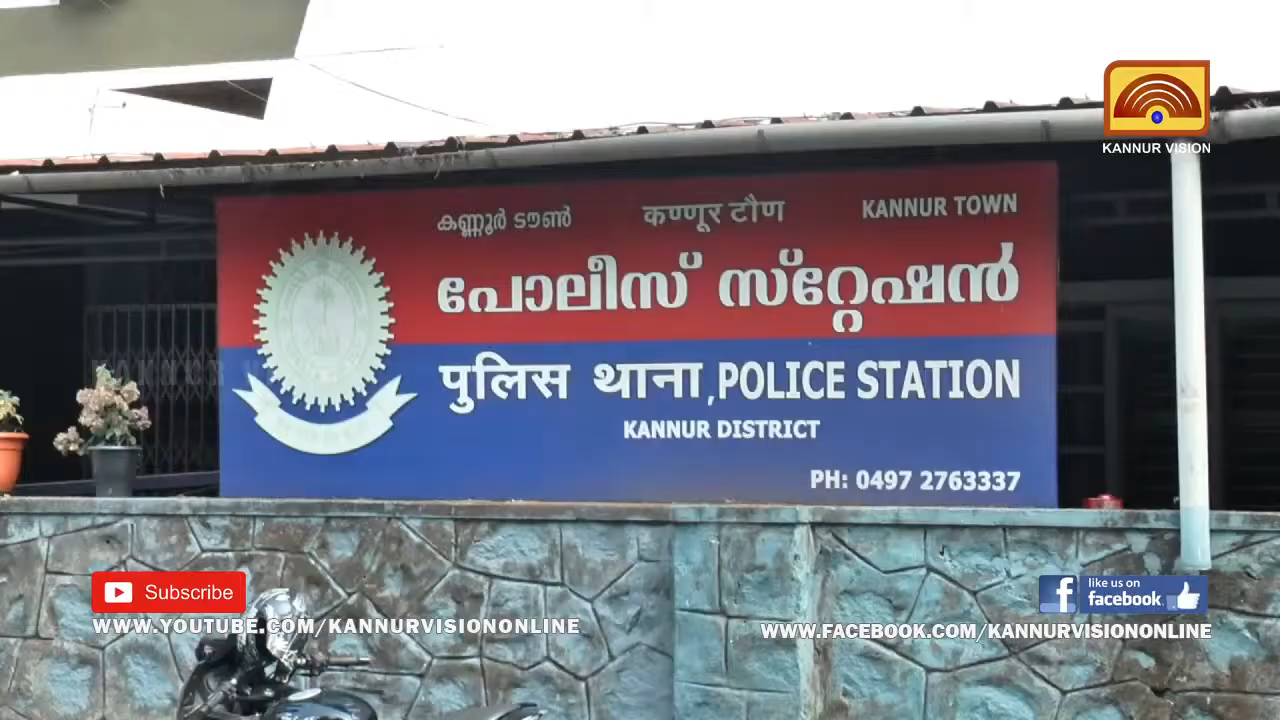 KANNUR VISION
കണ്ണൂർ ടൗൺ कण्णूर टौण KANNUR TOWN
പോലീസ് സ്റ്റേഷൻ
पुलिस थाना, POLICE STATION
KANNUR DISTRICT
PH: 0497 2763337
Subscribe
WWW.YOUTUBE.COM/KANNURVISIONONLINE
like us on
facebook
WWW.FACEBOOK.COM/KANNURVISIONONLINE